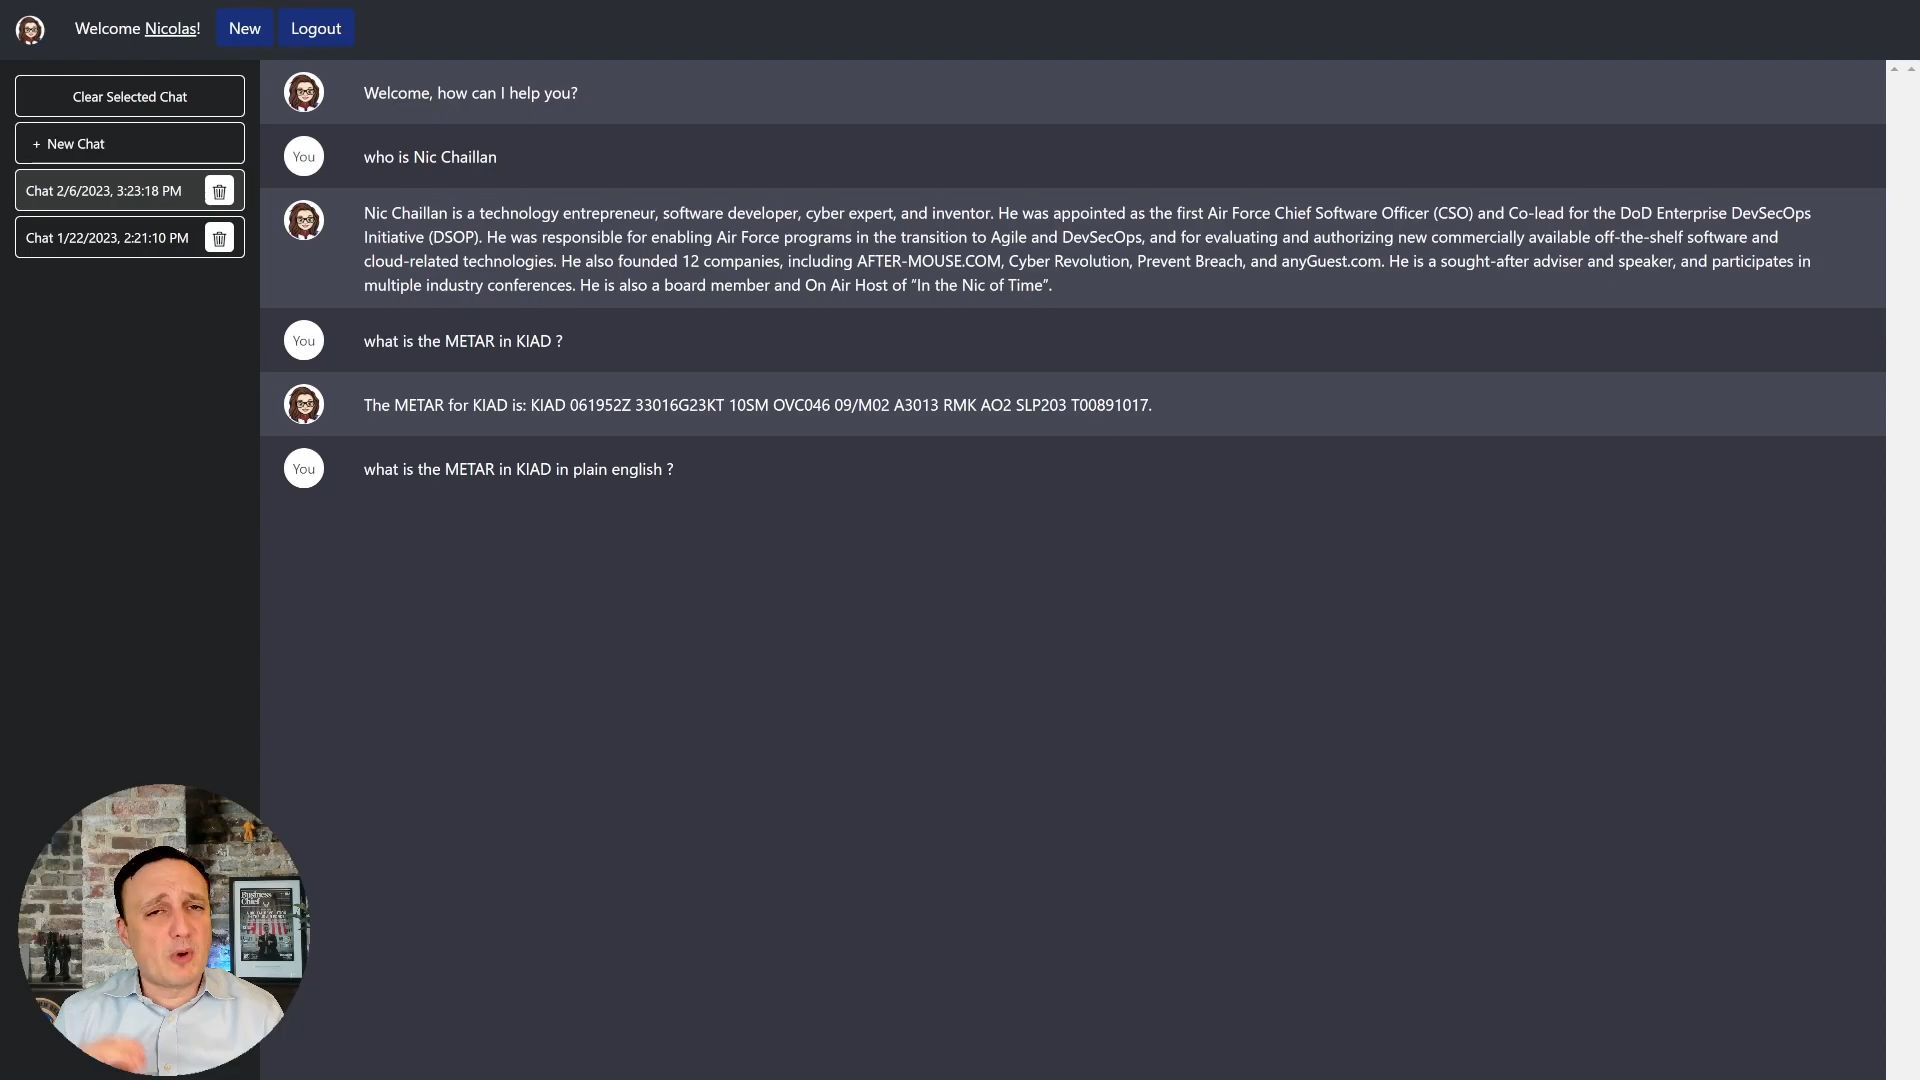 Welcome Nicolas!
New
Logout
Clear Selected Chat
+ New Chat
Chat 2/6/2023, 3:23:18 PM
Chat 1/22/2023, 2:21:10 PM
Welcome, how can I help you?
You
who is Nic Chaillan
Nic Chaillan is a technology entrepreneur, software developer, cyber expert, and inventor. He was appointed as the first Air Force Chief Software Officer (CSO) and Co-lead for the DoD Enterprise DevSecOps
Initiative (DSOP). He was responsible for enabling Air Force programs in the transition to Agile and DevSecOps, and for evaluating and authorizing new commercially available off-the-shelf software and
cloud-related technologies. He also founded 12 companies, including AFTER-MOUSE.COM, Cyber Revolution, Prevent Breach, and anyGuest.com. He is a sought-after adviser and speaker, and participates in
multiple industry conferences. He is also a board member and On Air Host of “In the Nic of Time”.
You
what is the METAR in KIAD ?
The METAR for KIAD is: KIAD 061952Z 33016G23KT 10SM OVC046 09/M02 A3013 RMK AO2 SLP203 T00891017.
You
what is the METAR in KIAD in plain english ?
Business
Chief